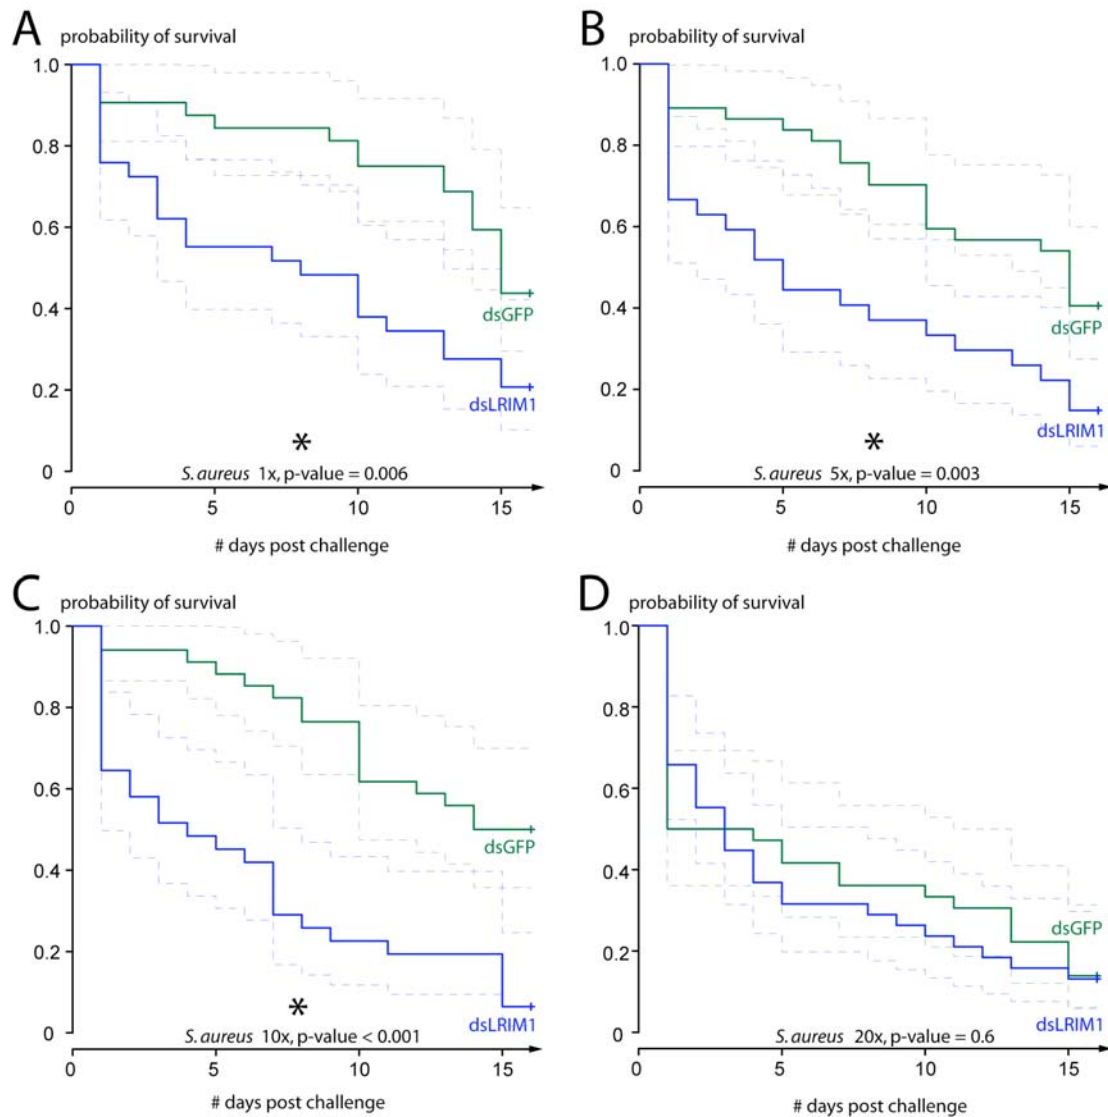 A probability of survival
1.0
0.8
0.6
0.4
dsGFP
0.2
dsLRIM1
*
0
S. aureus 1x, p-value = 0.006
0 5 10 15
# days post challenge
B probability of survival
1.0
0.8
0.6
0.4
dsGFP
0.2
dsLRIM1
*
0
S. aureus 5x, p-value = 0.003
0 5 10 15
# days post challenge
C probability of survival
1.0
0.8
0.6
0.4
dsGFP
0.2
*
dsLRIM1
0
S. aureus 10x, p-value < 0.001
0 5 10 15
# days post challenge
D probability of survival
1.0
0.8
0.6
0.4
dsGFP
0.2
dsLRIM1
0
S. aureus 20x, p-value = 0.6
0 5 10 15
# days post challenge